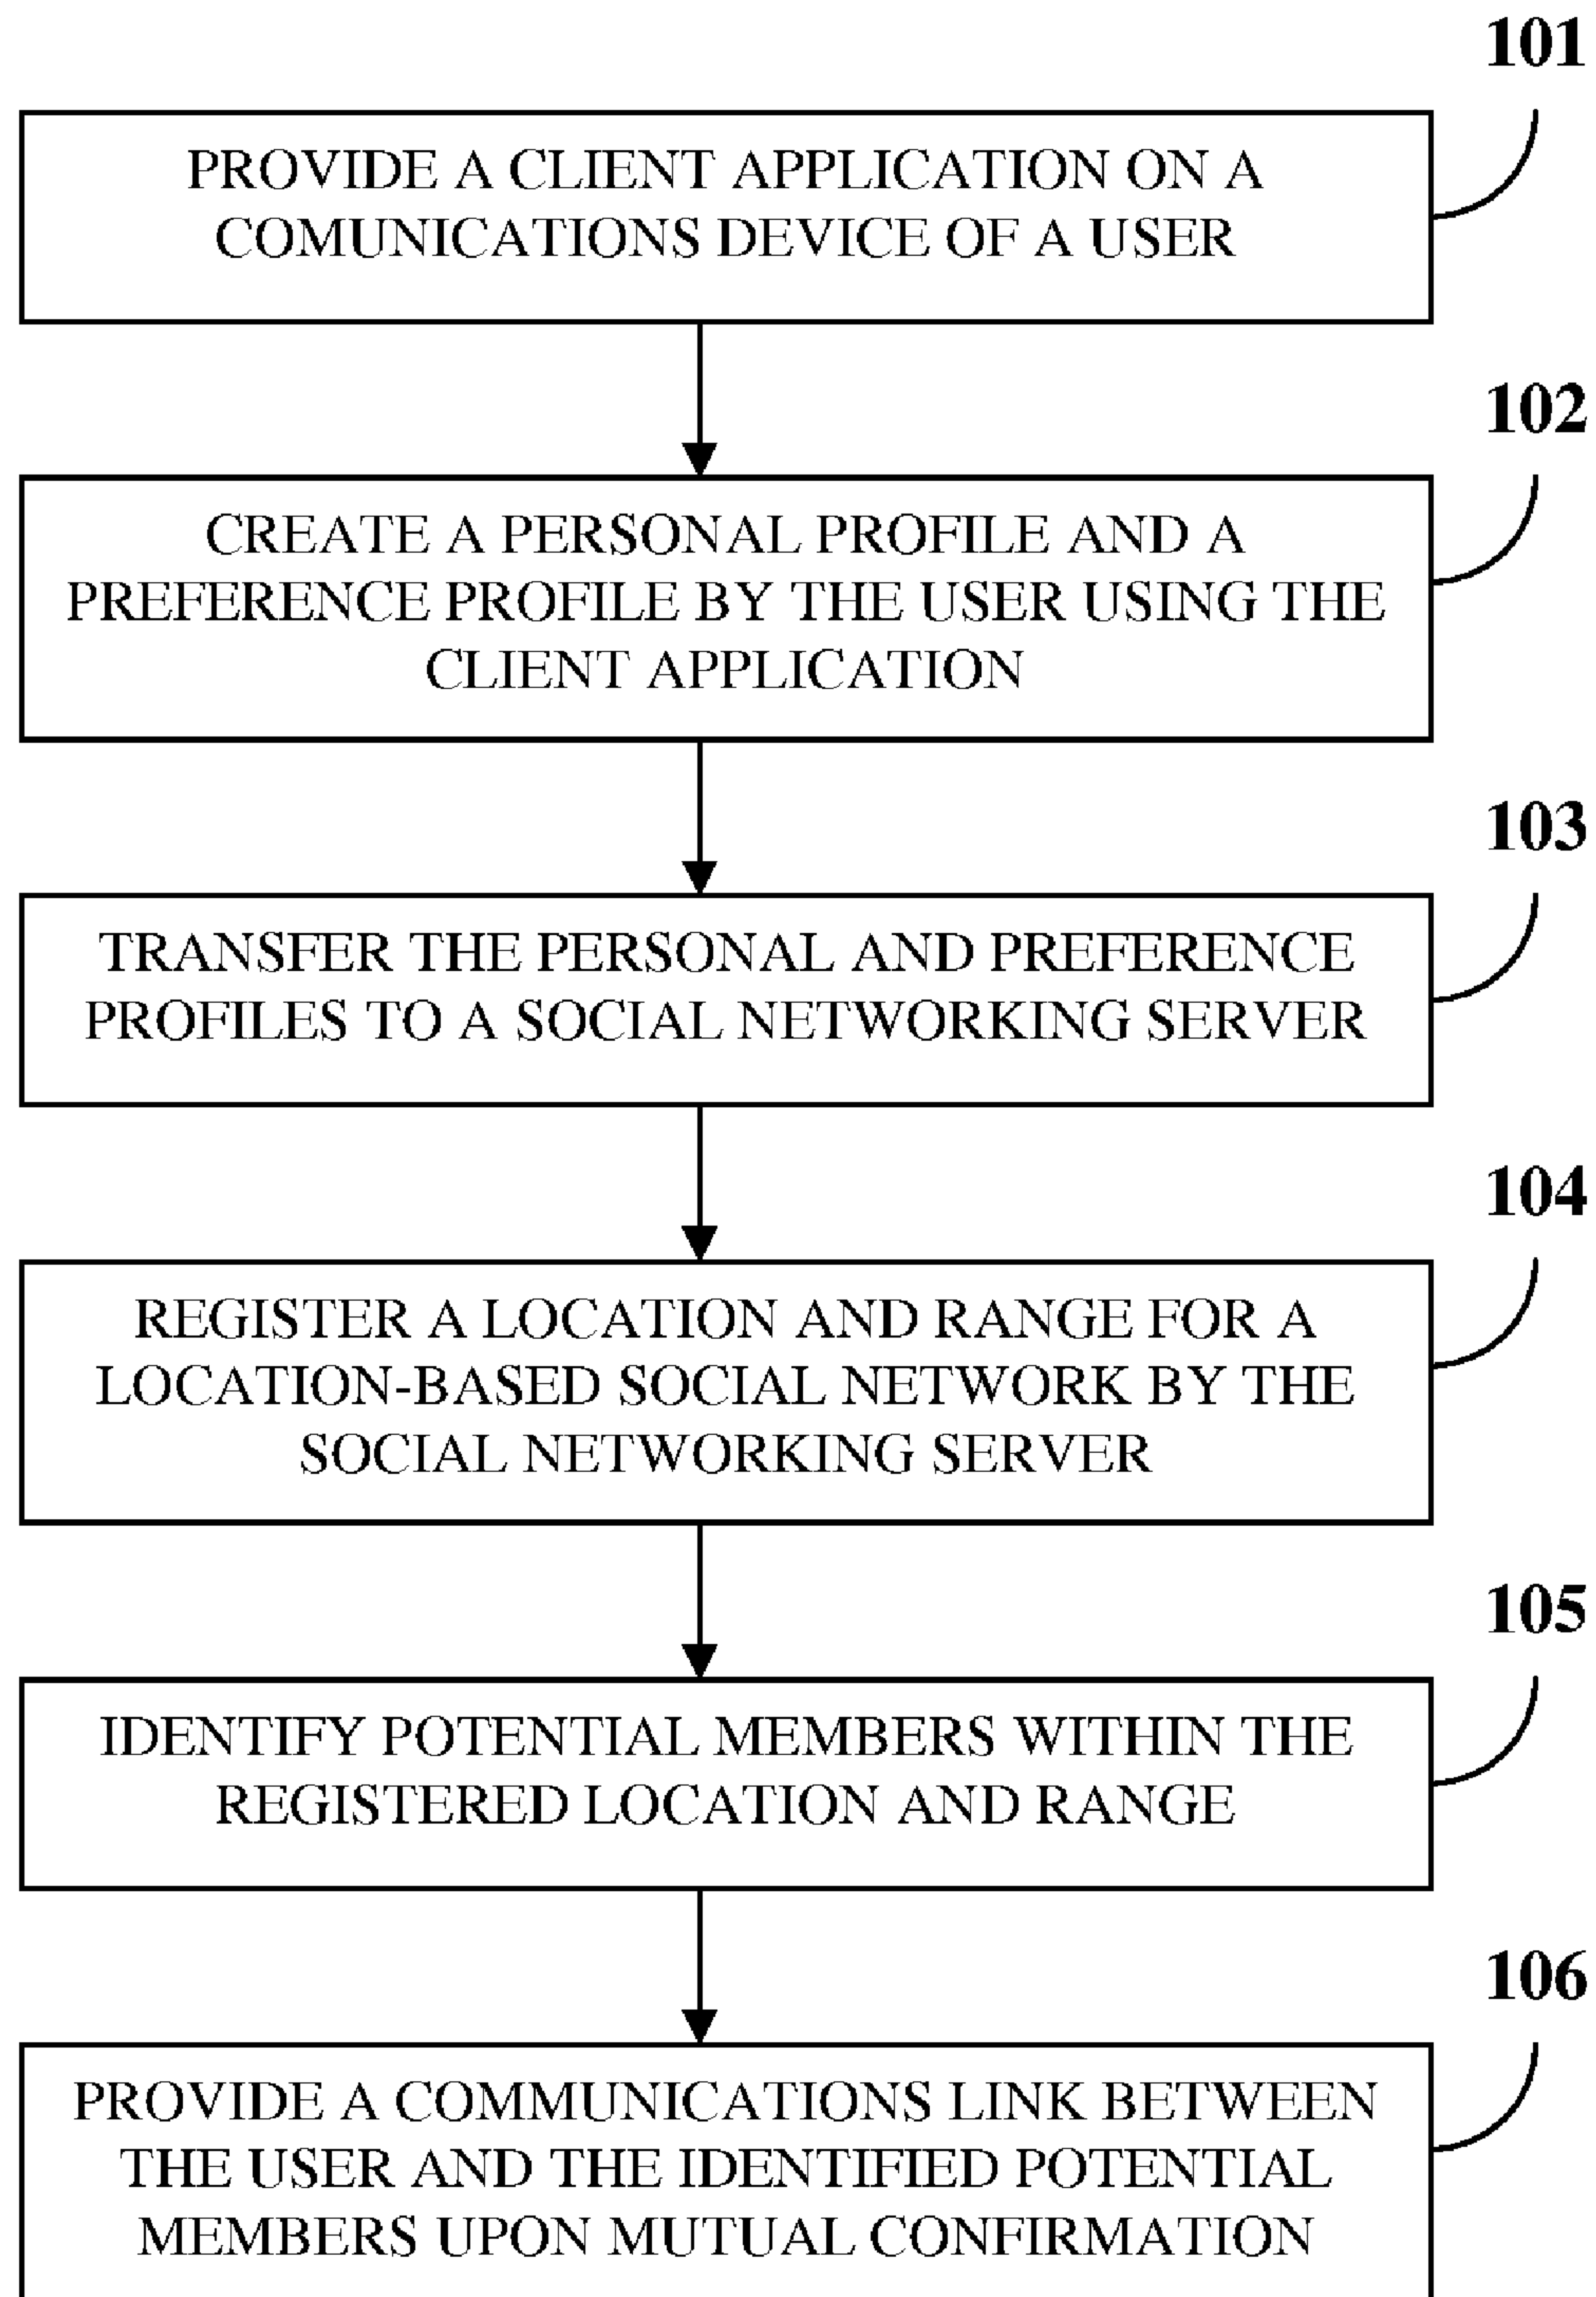 101
PROVIDE A CLIENT APPLICATION ON A
COMUNICATIONS DEVICE OF A USER
102
CREATE A PERSONAL PROFILE AND A
PREFERENCE PROFILE BY THE USER USING THE
CLIENT APPLICATION
103
TRANSFER THE PERSONAL AND PREFERENCE
PROFILES TO A SOCIAL NETWORKING SERVER
104
REGISTER A LOCATION AND RANGE FOR A
LOCATION-BASED SOCIAL NETWORK BY THE
SOCIAL NETWORKING SERVER
105
IDENTIFY POTENTIAL MEMBERS WITHIN THE
REGISTERED LOCATION AND RANGE
106
PROVIDE A COMMUNICATIONS LINK BETWEEN
THE USER AND THE IDENTIFIED POTENTIAL
MEMBERS UPON MUTUAL CONFIRMATION